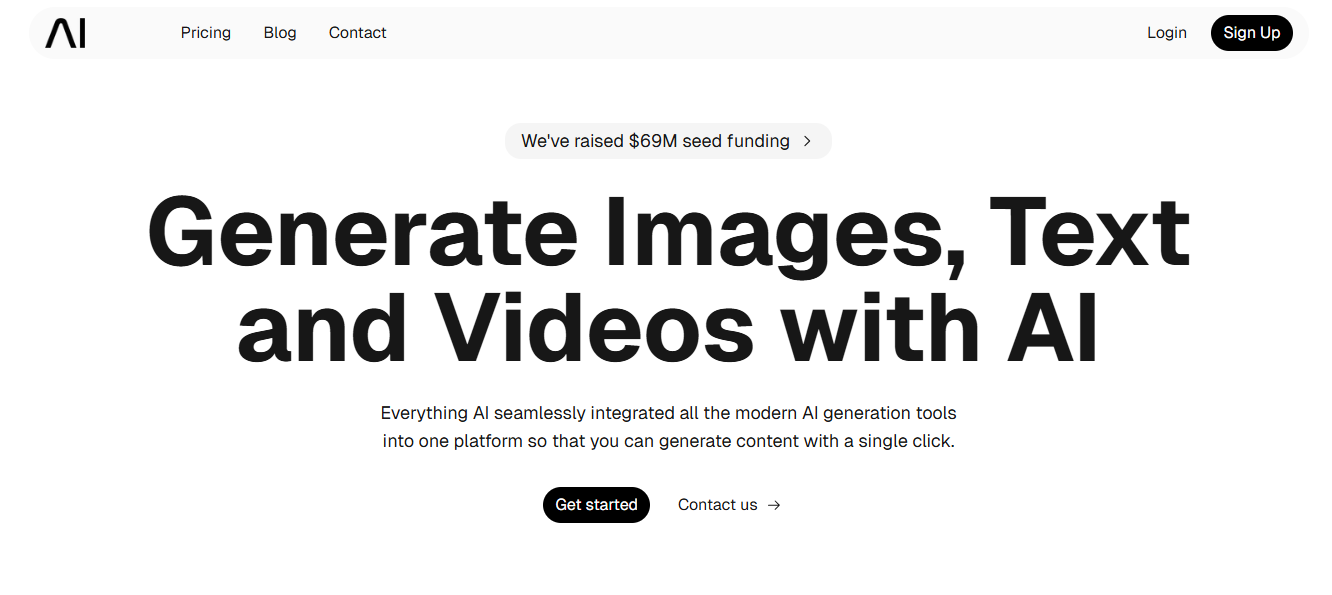 AI
Pricing
Blog
Contact
Login
Sign Up
We've raised $69M seed funding
Generate Images, Text
and Videos with AI
Everything AI seamlessly integrated all the modern AI generation tools
into one platform so that you can generate content with a single click.
Get started
Contact us →